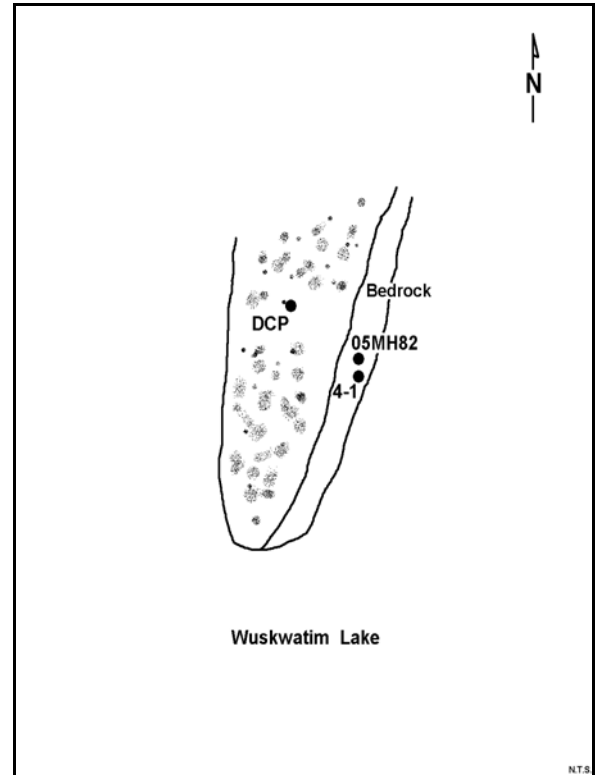 N
Bedrock
DCP
05MH82
4-1
Wuskwatim Lake
N.T.S.